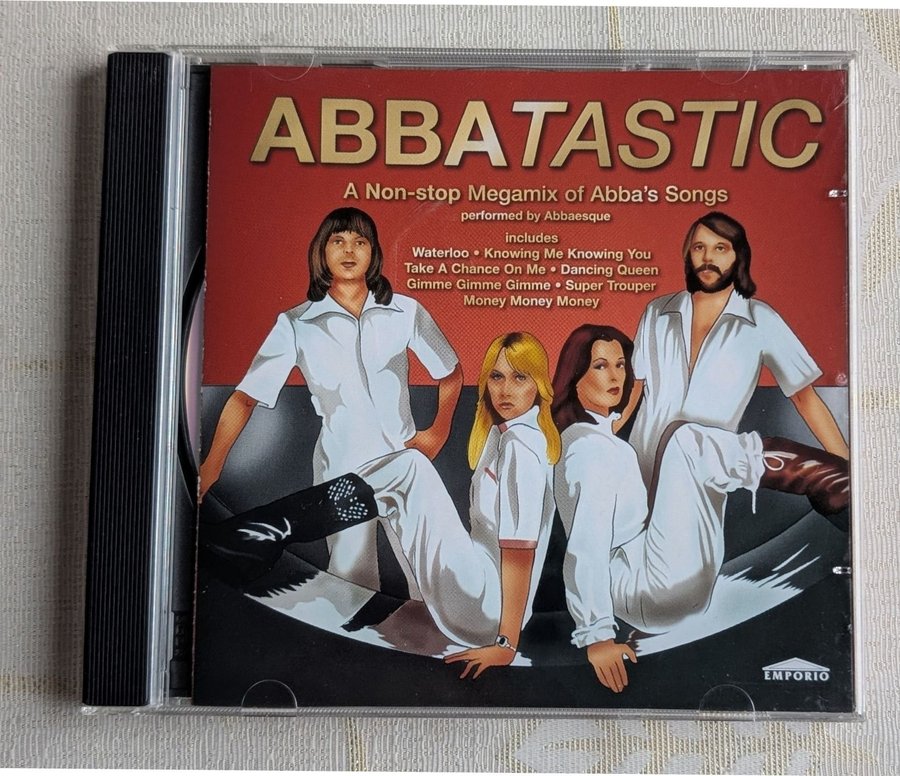 ABBATASTIC
A Non-stop Megamix of Abba's Songs
performed by Abbaesque
includes
Waterloo • Knowing Me Knowing You
Take A Chance On Me • Dancing Queen
Gimme Gimme Gimme • Super Trouper
Money Money Money
EMPORIO